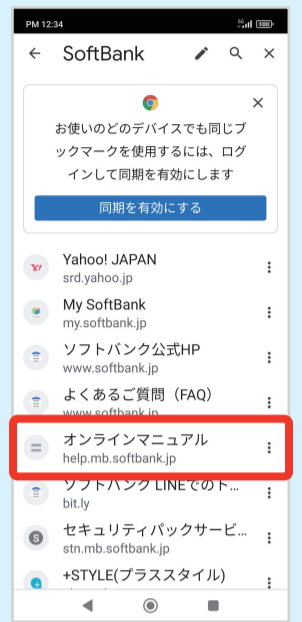 PM 12:34
5G
100
SoftBank
お使いのどのデバイスでも同じブ
ックマークを使用するには、ログ
インして同期を有効にします
同期を有効にする
Yahoo! JAPAN
srd.yahoo.jp
My SoftBank
my.softbank.jp
ソフトバンク公式HP
www.softbank.jp
よくあるご質問（FAQ）
www.softbank.jp
オンラインマニュアル
help.mb.softbank.jp
ソフトバンク LINEでのト...
bit.ly
セキュリティパックサービ...
stn.mb.softbank.jp
+STYLE(プラススタイル)